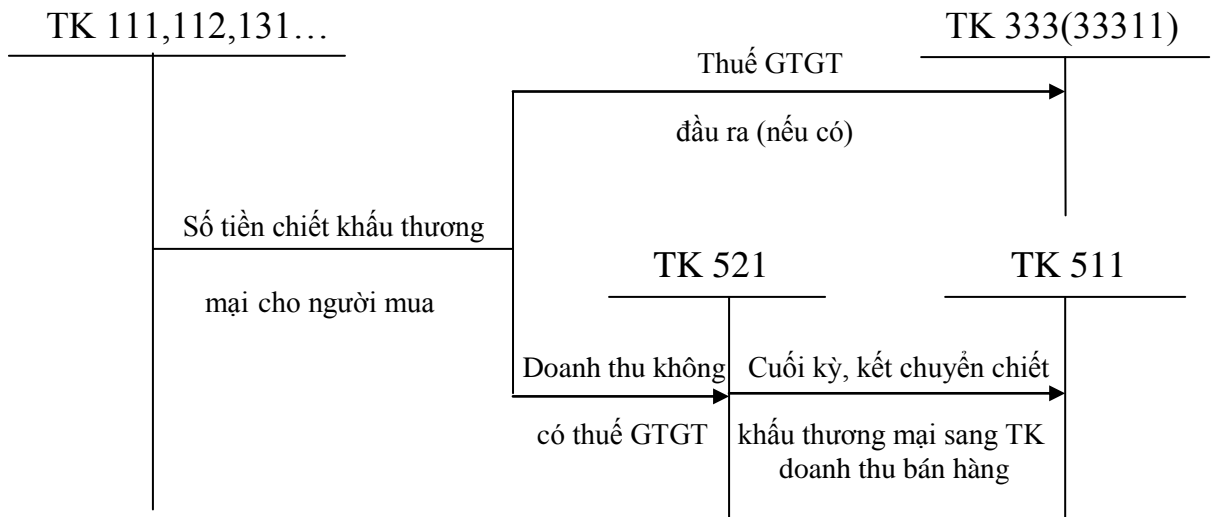 TK 111,112,131…
TK 333(33311)
Thuế GTGT
đầu ra (nếu có)
Số tiền chiết khấu thương
mại cho người mua
TK 521
TK 511
Doanh thu không
có thuế GTGT
Cuối kỳ, kết chuyển chiết
khấu thương mại sang TK
doanh thu bán hàng